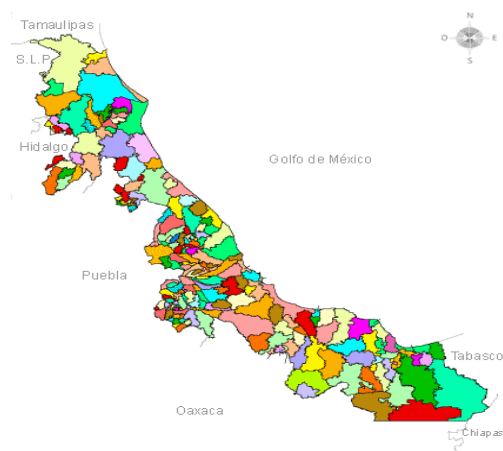 Tamaulipas
N
O
E
S
S.L.P.
Hidalgo
Golfo de México
Puebla
Tabasco
Oaxaca
Chiapas